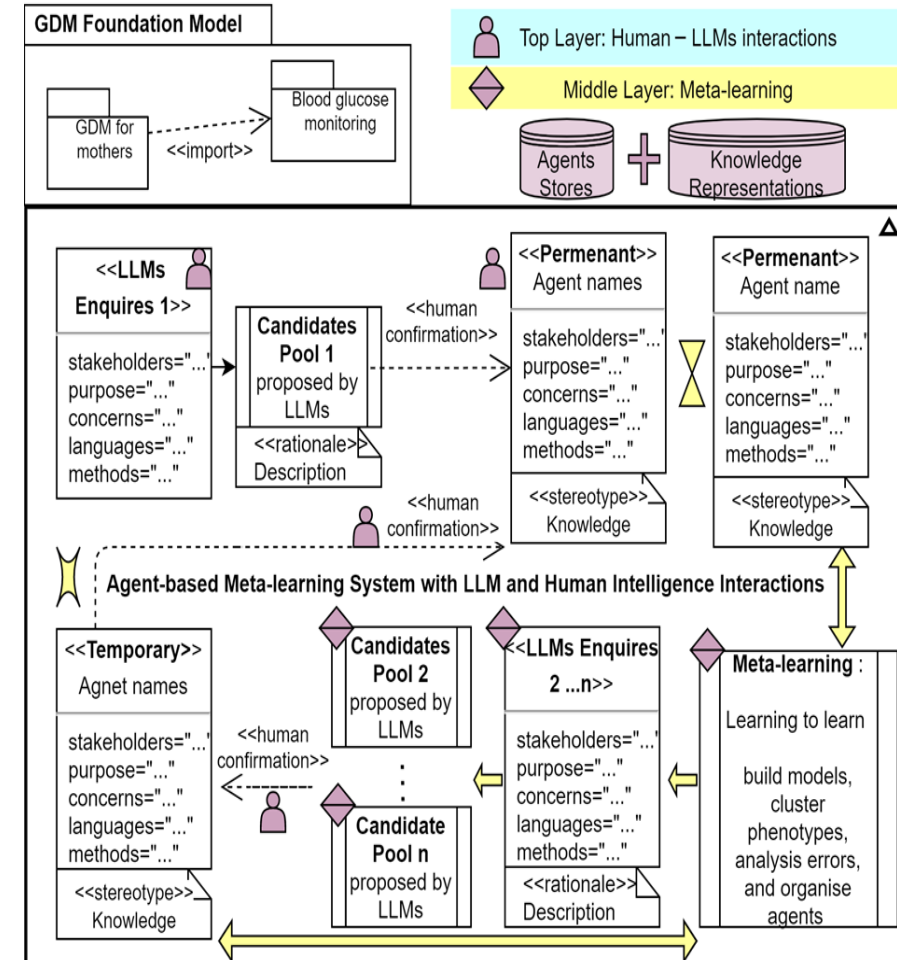 GDM Foundation Model
GDM for
mothers
<<import>>
Blood glucose
monitoring
Top Layer: Human – LLMs interactions
Middle Layer: Meta-learning
Agents
Stores
Knowledge
Representations
<<LLMs
Enquires 1>>
stakeholders="..."
purpose="..."
concerns="..."
languages="..."
methods="..."
Candidates
Pool 1
proposed by
LLMs
<<rationale>>
Description
<<human
confirmation>>
<<Permenant>>
Agent names
stakeholders="..."
purpose="..."
concerns="..."
languages="..."
methods="..."
<<stereotype>>
Knowledge
<<Permenant>>
Agent name
stakeholders="..."
purpose="..."
concerns="..."
languages="..."
methods="..."
<<stereotype>>
Knowledge
<<human
confirmation>>
Agent-based Meta-learning System with LLM and Human Intelligence Interactions
<<Temporary>>
Agnet names
stakeholders="..."
purpose="..."
concerns="..."
languages="..."
methods="..."
<<stereotype>>
Knowledge
<<human
confirmation>>
Candidates
Pool 2
proposed by
LLMs
:
Candidate
Pool n
proposed by
LLMs
<<LLMs Enquires
2 ...n>>
stakeholders="..."
purpose="..."
concerns="..."
languages="..."
methods="..."
<<rationale>>
Description
Meta-learning :
Learning to learn
build models,
cluster
phenotypes,
analysis errors,
and organise
agents